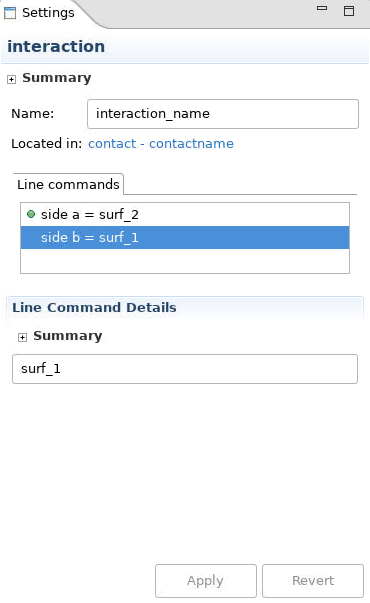 Settings
interaction
Summary
Name: interaction_name
Located in: contact - contactname
Line commands
side a = surf_2
side b = surf_1
Line Command Details
Summary
surf_1
Apply Revert